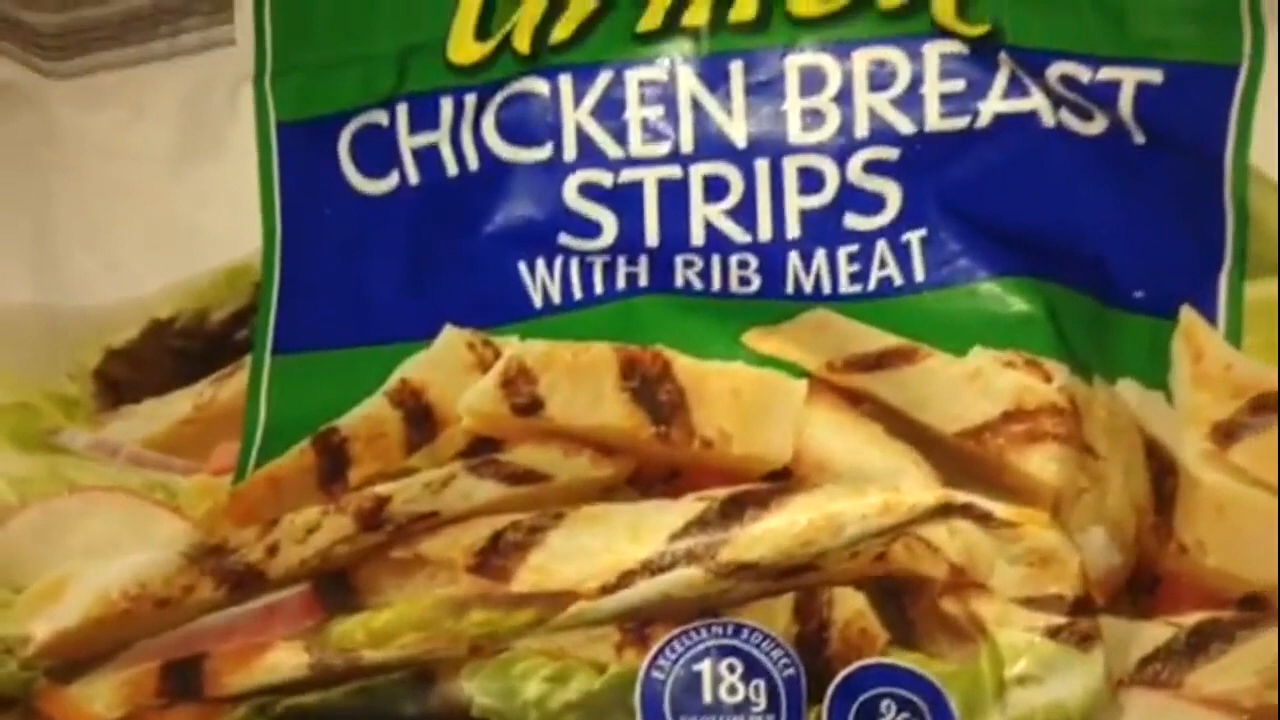 CHICKEN BREAST
STRIPS
WITH RIB MEAT
EXCELLENT SOURCE
18g